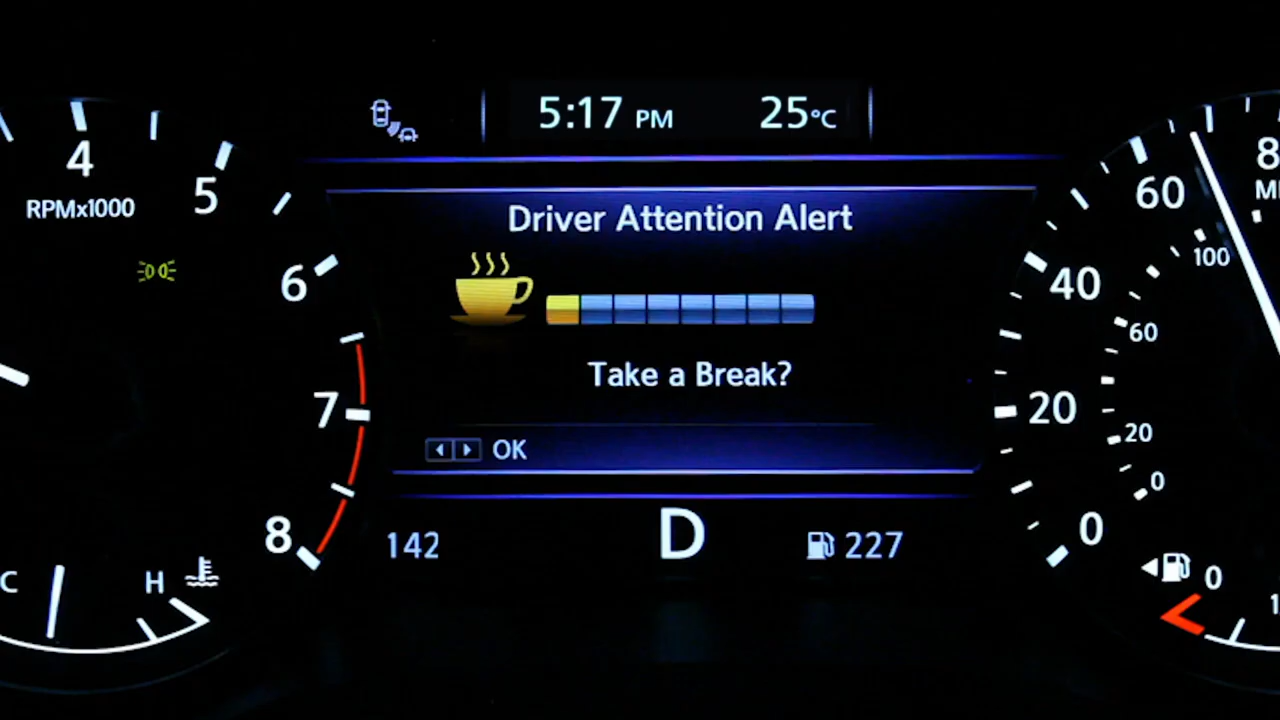 5:17 PM 25°C
Driver Attention Alert
Take a Break?
OK
142 D 227
4
5
6
7
8
RPMx1000
C H
60
40
20
0
100
60
20
0
0